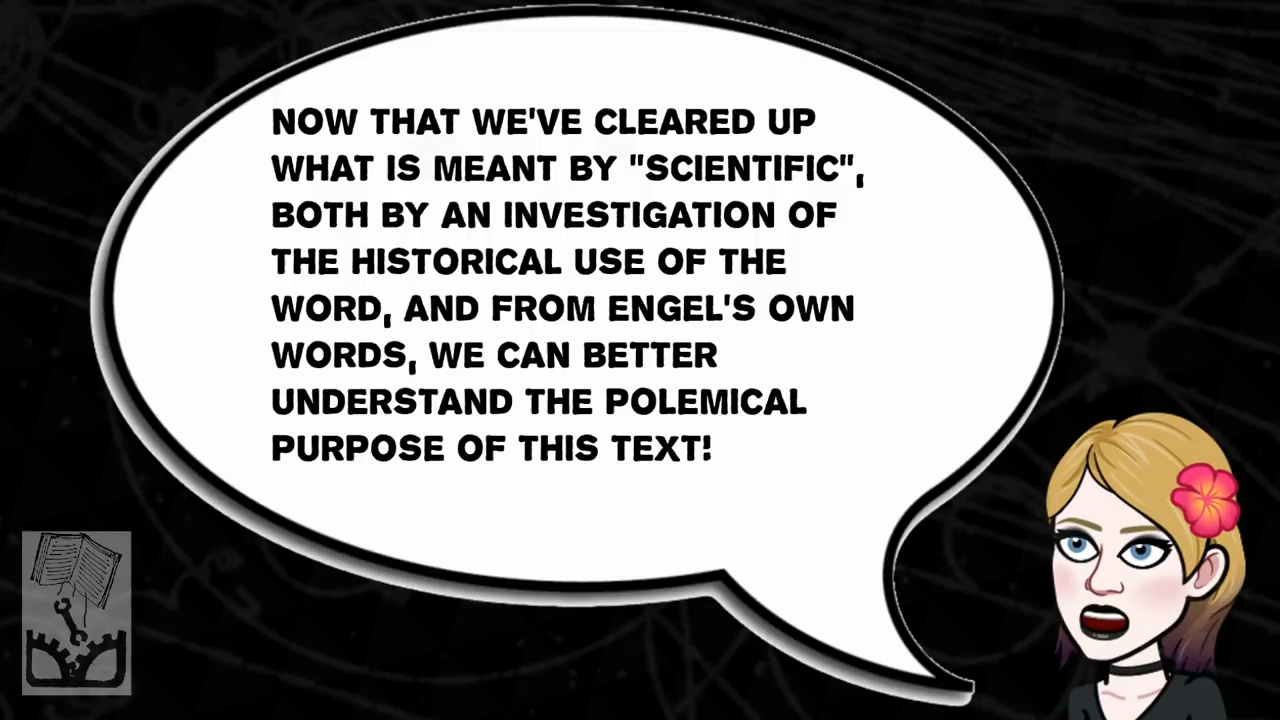 NOW THAT WE'VE CLEARED UP
WHAT IS MEANT BY "SCIENTIFIC",
BOTH BY AN INVESTIGATION OF
THE HISTORICAL USE OF THE
WORD, AND FROM ENGEL'S OWN
WORDS, WE CAN BETTER
UNDERSTAND THE POLEMICAL
PURPOSE OF THIS TEXT!